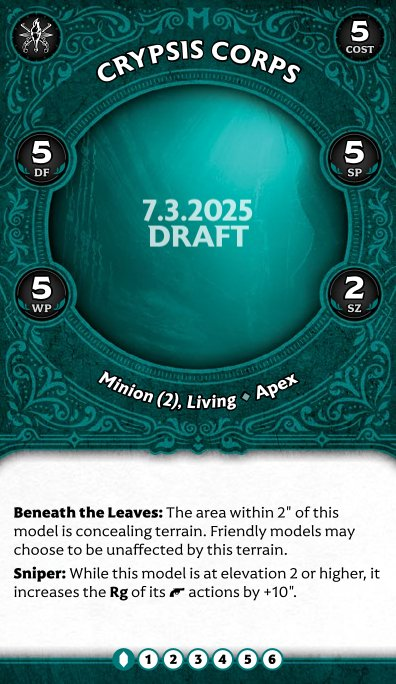 5
COST
CRYPSIS CORPS
5
DF
5
SP
7.3.2025
DRAFT
5
WP
2
SZ
Minion (2), Living ⬥ Apex
Beneath the Leaves: The area within 2" of this
model is concealing terrain. Friendly models may
choose to be unaffected by this terrain.
Sniper: While this model is at elevation 2 or higher, it
increases the Rg of its actions by +10".
1 2 3 4 5 6